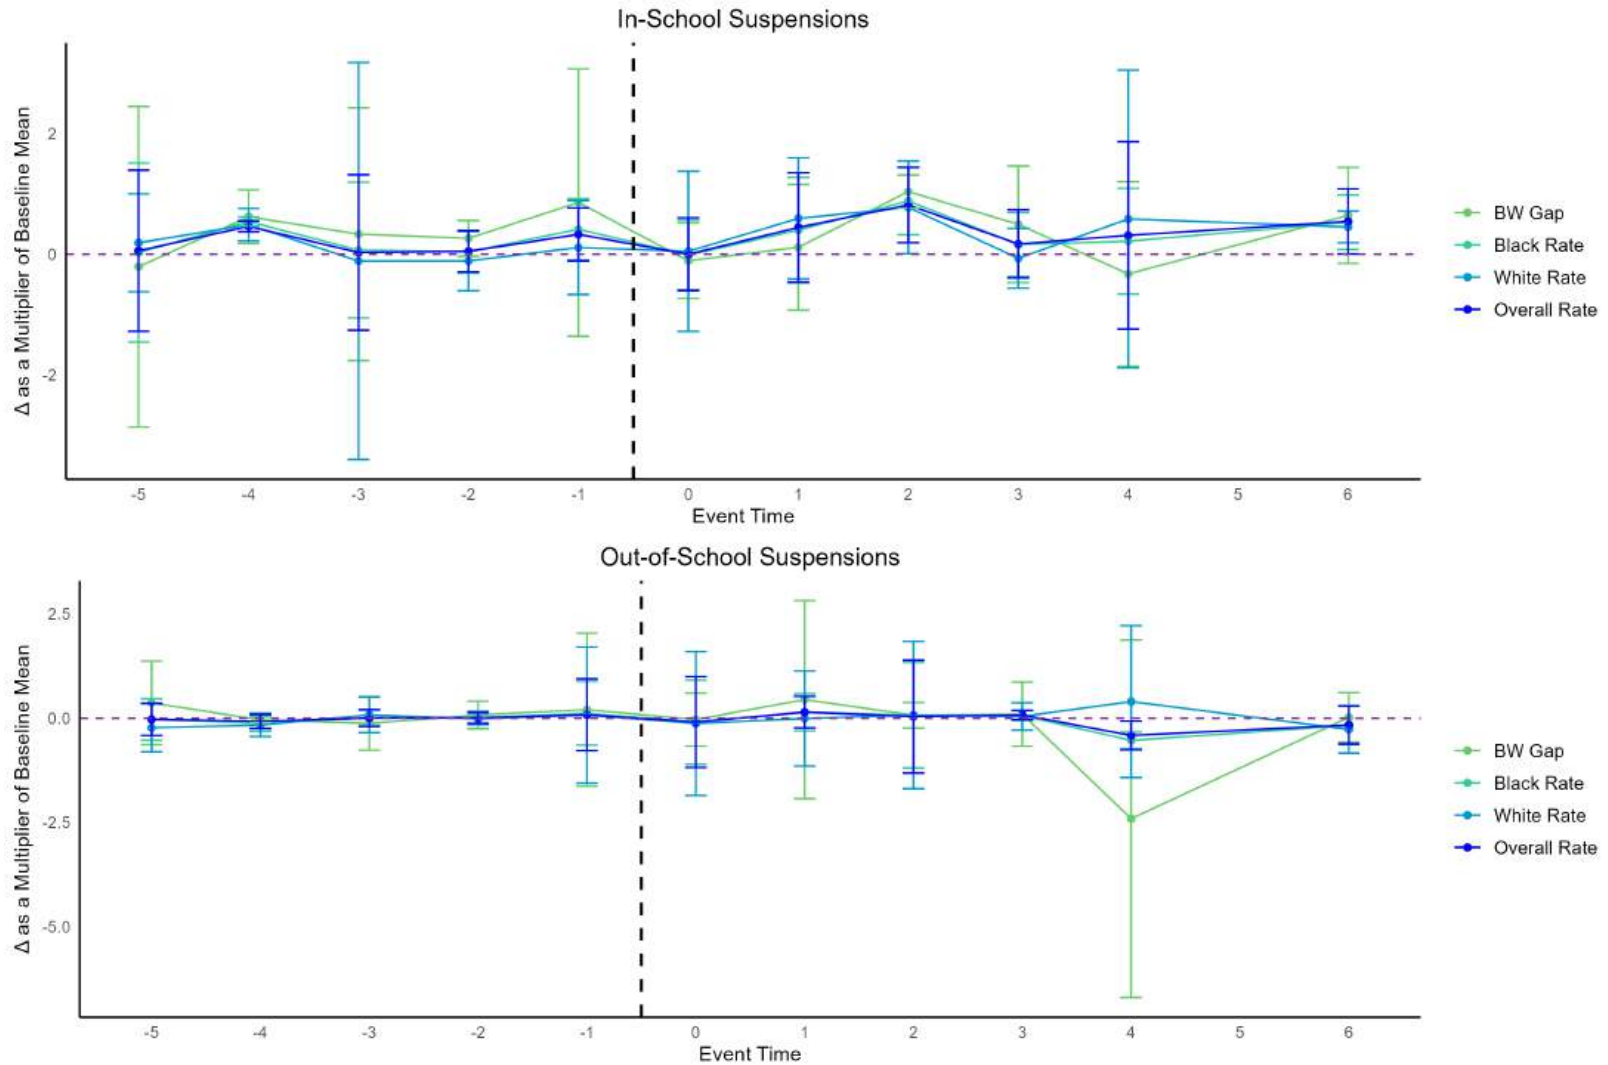 In-School Suspensions
Δ as a Multiplier of Baseline Mean
2
0
-2
-5 -4 -3 -2 -1 0 1 2 3 4 5 6
Event Time
BW Gap
Black Rate
White Rate
Overall Rate
Out-of-School Suspensions
Δ as a Multiplier of Baseline Mean
2.5
0.0
-2.5
-5.0
-5 -4 -3 -2 -1 0 1 2 3 4 5 6
Event Time
BW Gap
Black Rate
White Rate
Overall Rate